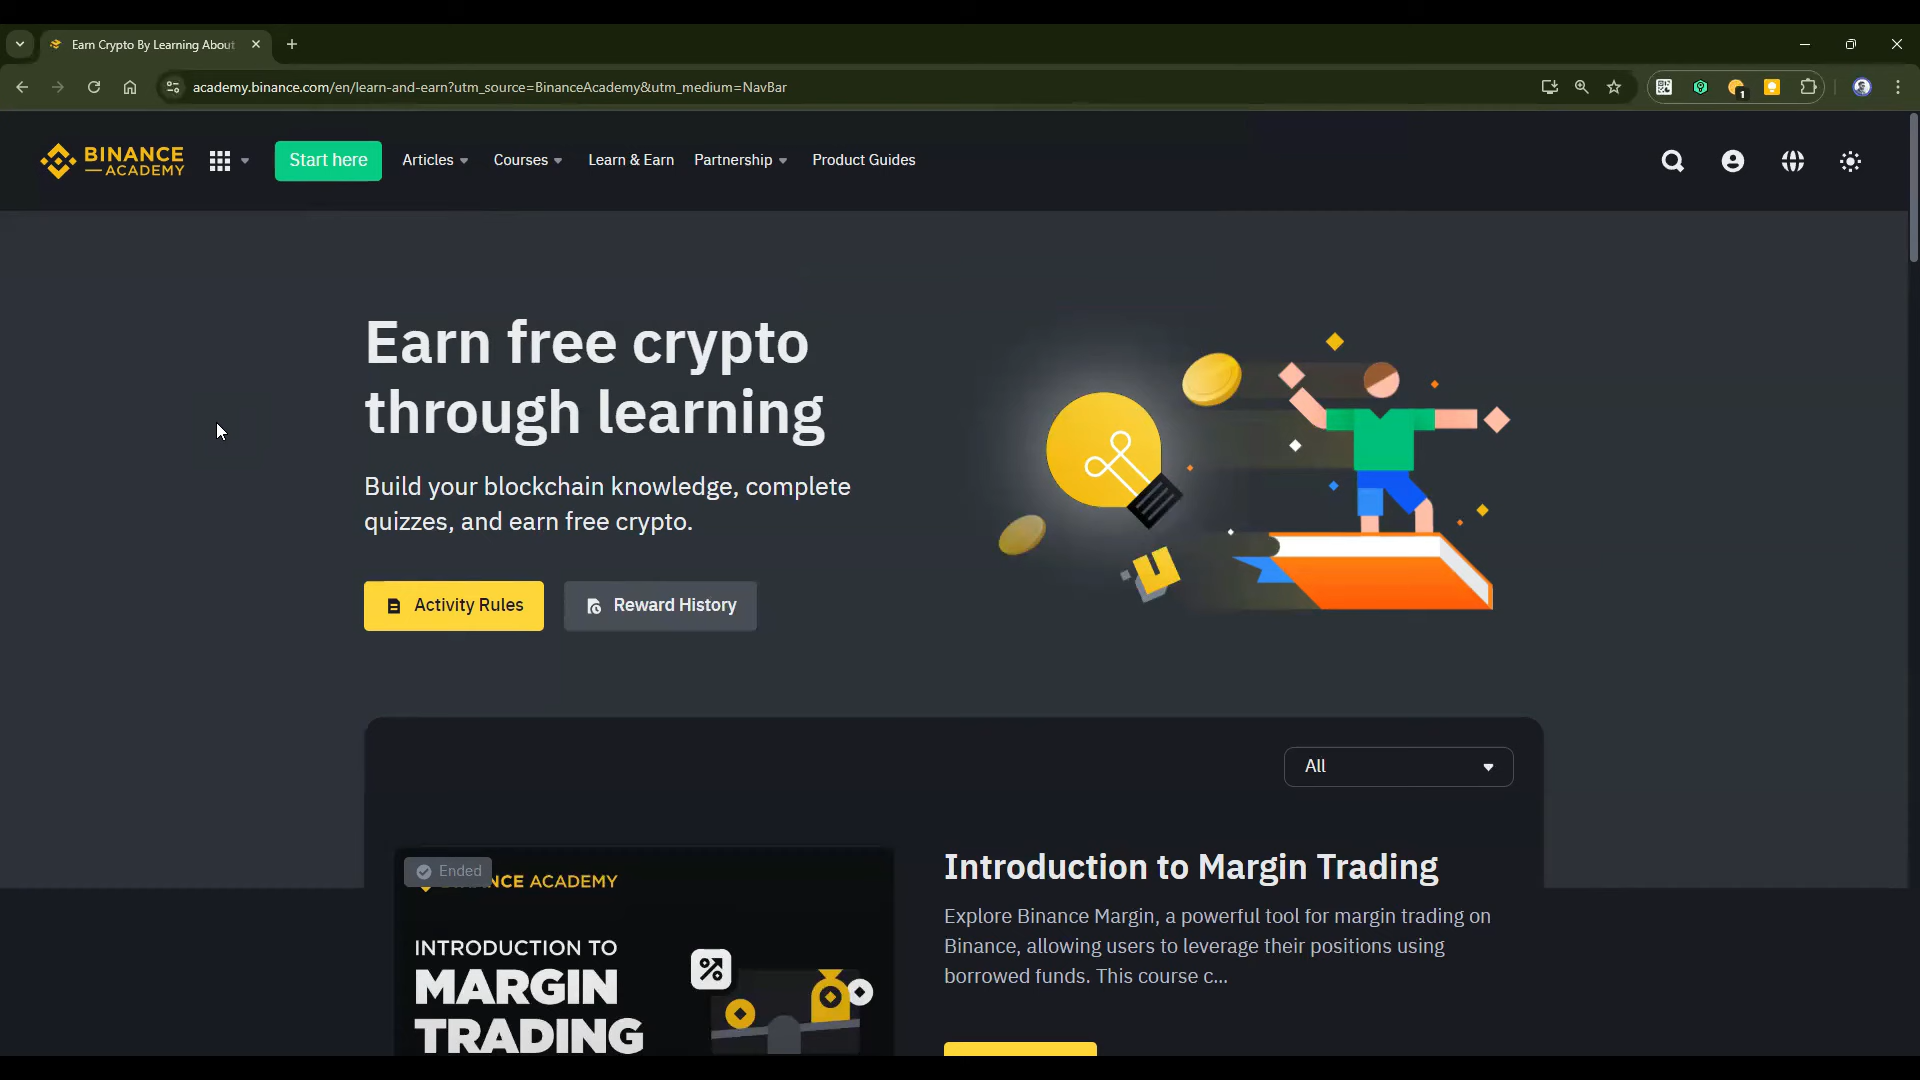 Earn Crypto By Learning About
academy.binance.com/en/learn-and-earn?utm_source=BinanceAcademy&utm_medium=NavBar
1
BINANCE
ACADEMY
Start here
Articles
Courses
Learn & Earn
Partnership
Product Guides
Earn free crypto
through learning
Build your blockchain knowledge, complete
quizzes, and earn free crypto.
Activity Rules
Reward History
All
Ended
NCE ACADEMY
INTRODUCTION TO
MARGIN
TRADING
Introduction to Margin Trading
Explore Binance Margin, a powerful tool for margin trading on
Binance, allowing users to leverage their positions using
borrowed funds. This course c...